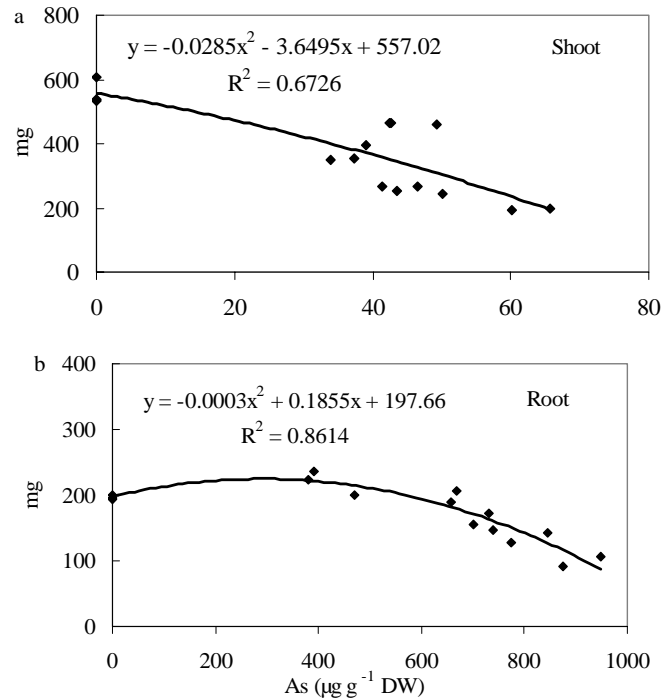 a
800
y = -0.0285x² - 3.6495x + 557.02
Shoot
R² = 0.6726
600
mg
400
200
0
0 20 40 60 80
b
400
y = -0.0003x² + 0.1855x + 197.66
Root
R² = 0.8614
300
mg
200
100
0
0 200 400 600 800 1000
As (µg g⁻¹ DW)